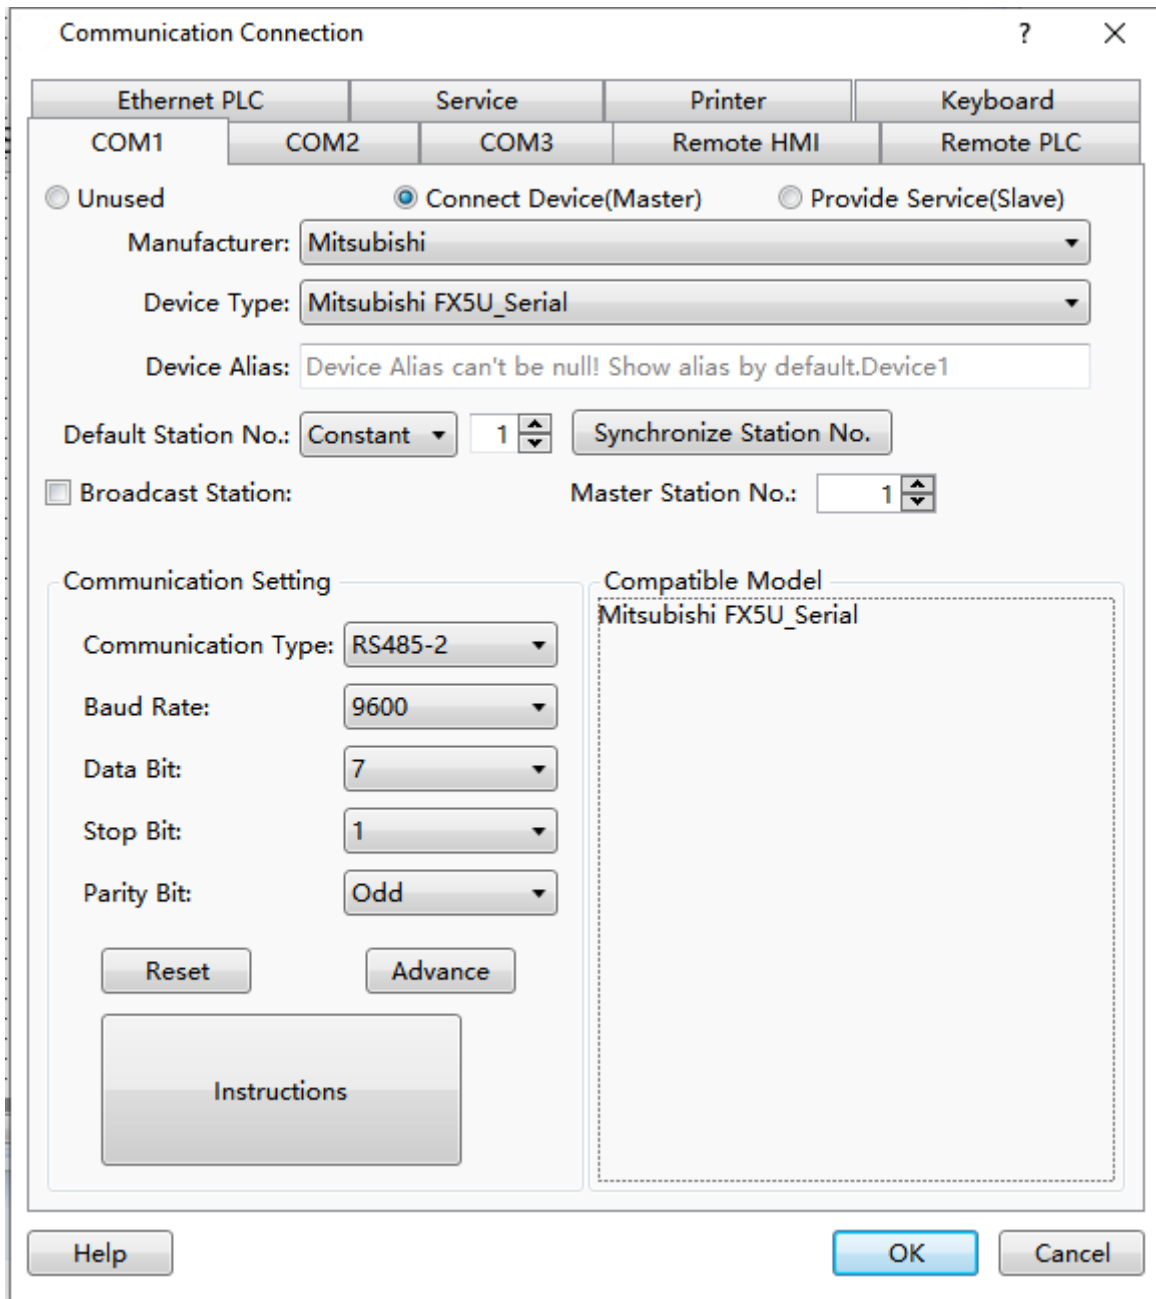 Communication Connection ?
Ethernet PLC Service Printer Keyboard
COM1 COM2 COM3 Remote HMI Remote PLC
Unused Connect Device(Master) Provide Service(Slave)
Manufacturer: Mitsubishi
Device Type: Mitsubishi FX5U_Serial
Device Alias: Device Alias can't be null! Show alias by default.Device1
Default Station No.: Constant 1 Synchronize Station No.
Broadcast Station: Master Station No.: 1
Communication Setting Compatible Model
Mitsubishi FX5U_Serial
Communication Type: RS485-2
Baud Rate: 9600
Data Bit: 7
Stop Bit: 1
Parity Bit: Odd
Reset Advance
Instructions
Help OK Cancel